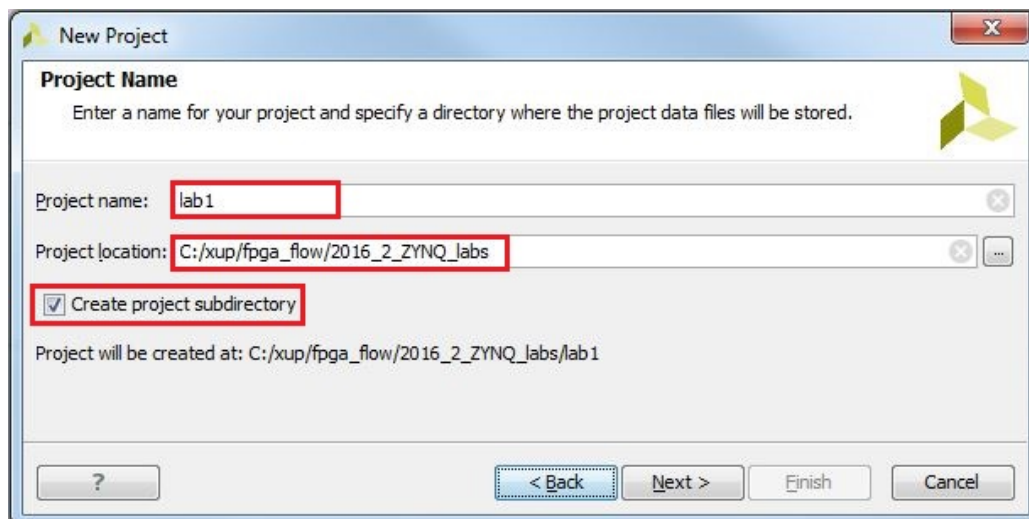 New Project
Project Name
Enter a name for your project and specify a directory where the project data files will be stored.
Project name: lab1
Project location: C:/xup/fpga_flow/2016_2_ZYNQ_labs ...
Create project subdirectory
Project will be created at: C:/xup/fpga_flow/2016_2_ZYNQ_labs/lab1
? < Back Next > Finish Cancel